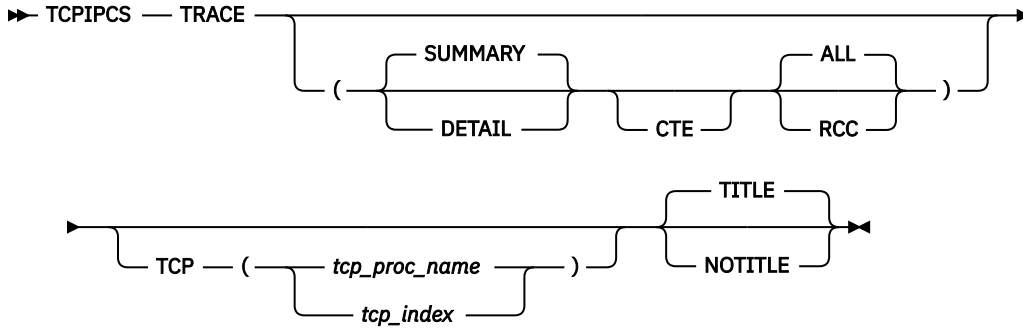 TCPIPCS TRACE
SUMMARY ALL
( )
DETAIL CTE RCC
TITLE
TCP ( tcp_proc_name ) NOTITLE
tcp_index